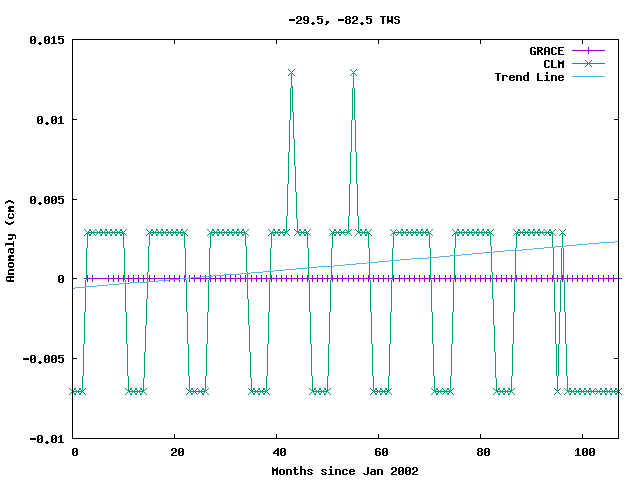 -29.5, -82.5 TWS
GRACE
CLM
Trend Line
0.015
0.01
0.005
0
-0.005
-0.01
Anomaly (cm)
0 20 40 60 80 100
Months since Jan 2002